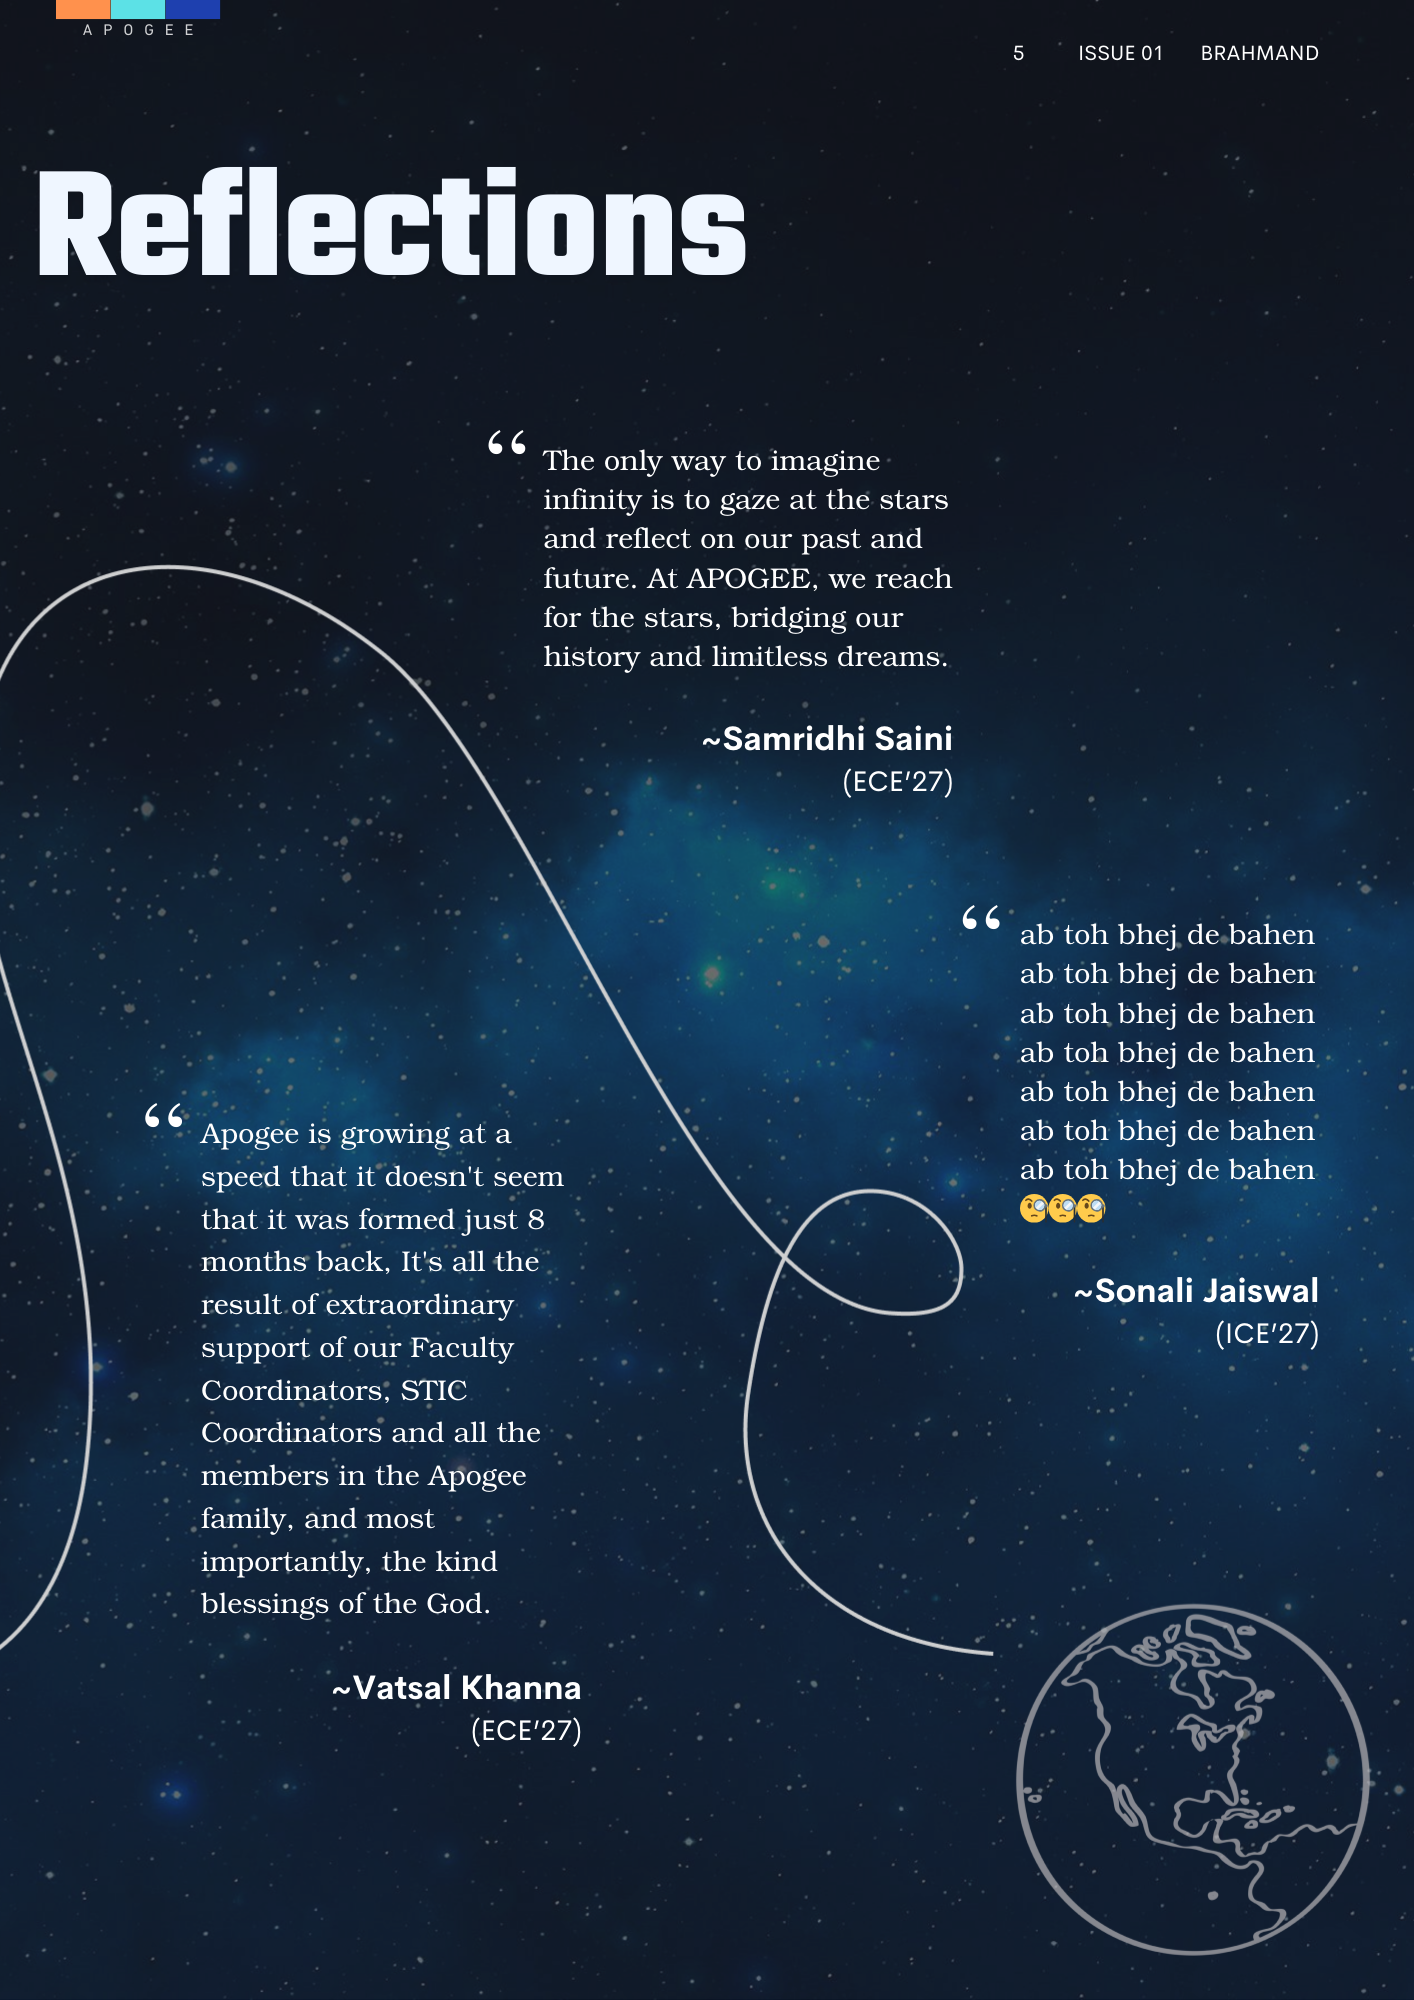 APOGEE
5 ISSUE 01 BRAHMAND
Reflections
“ The only way to imagine
infinity is to gaze at the stars
and reflect on our past and
future. At APOGEE, we reach
for the stars, bridging our
history and limitless dreams.
~Samridhi Saini
(ECE’27)
“ ab toh bhej de bahen
ab toh bhej de bahen
ab toh bhej de bahen
ab toh bhej de bahen
ab toh bhej de bahen
ab toh bhej de bahen
ab toh bhej de bahen
🧐🧐🧐
~Sonali Jaiswal
(ICE’27)
“ Apogee is growing at a
speed that it doesn't seem
that it was formed just 8
months back, It's all the
result of extraordinary
support of our Faculty
Coordinators, STIC
Coordinators and all the
members in the Apogee
family, and most
importantly, the kind
blessings of the God.
~Vatsal Khanna
(ECE’27)